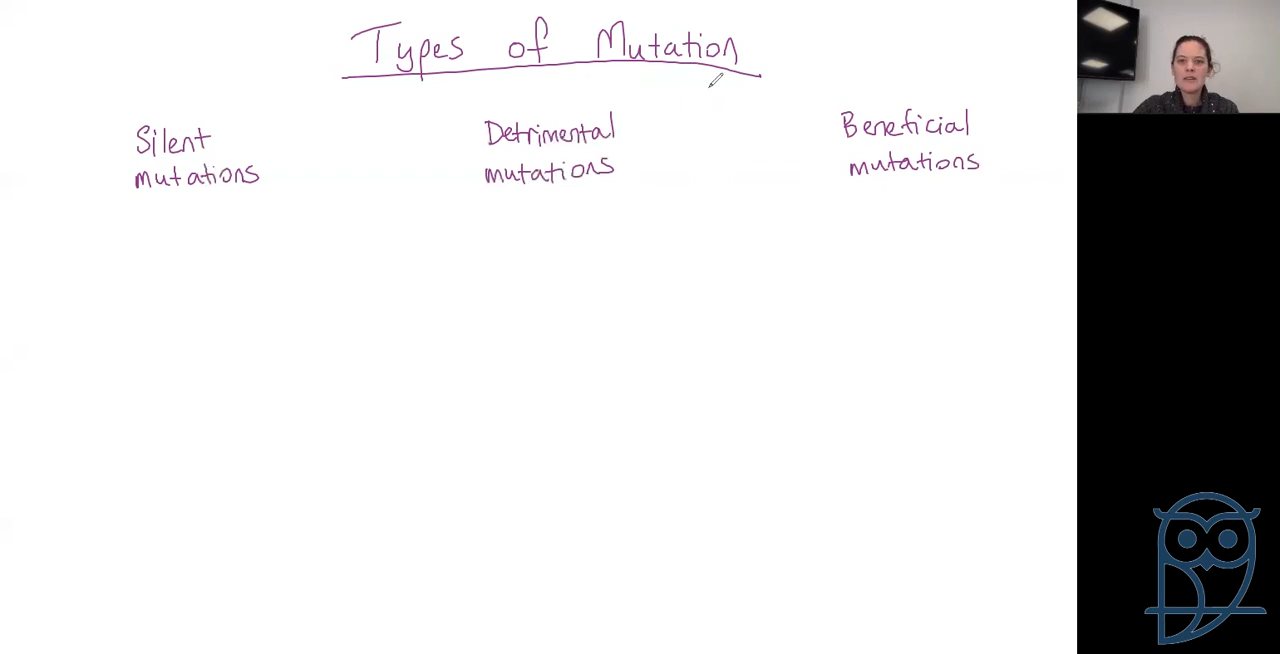 Types of Mutation
Silent
mutations
Detrimental
mutations
Beneficial
mutations